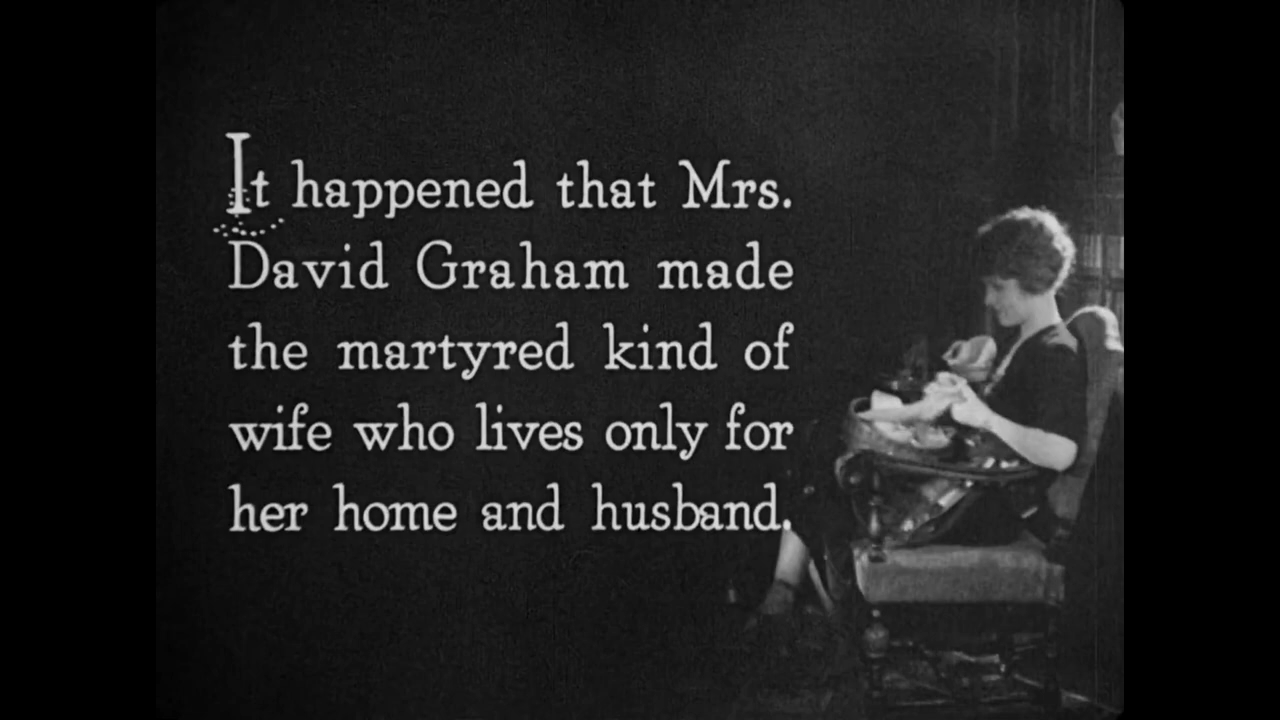 It happened that Mrs.
David Graham made
the martyred kind of
wife who lives only for
her home and husband.